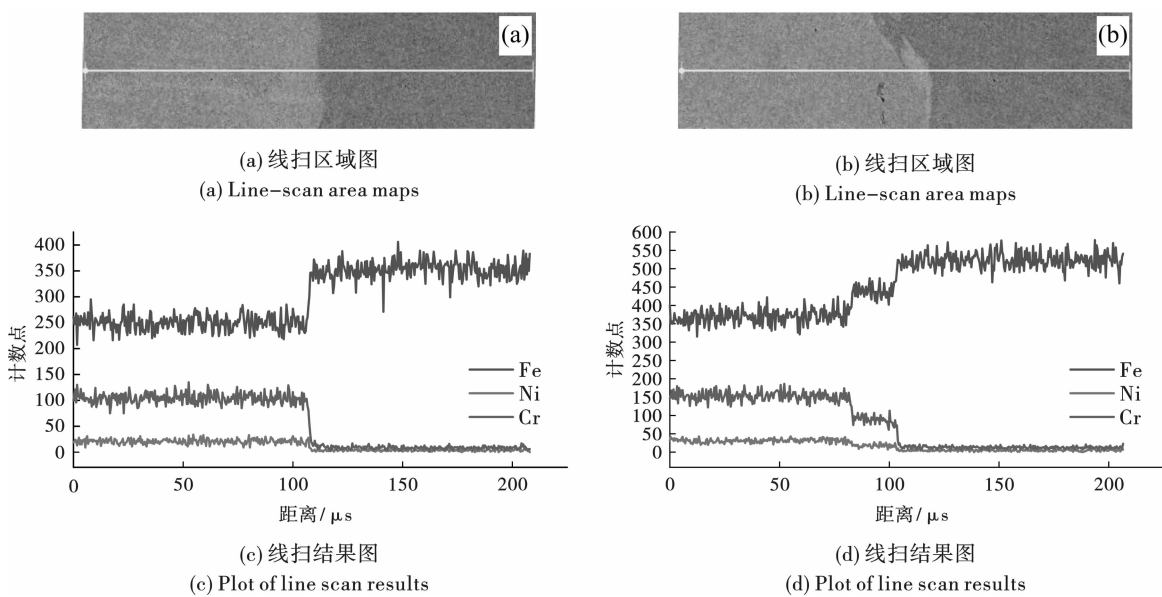 (a)
(b)
(a) 线扫区域图
(a) Line-scan area maps
(b) 线扫区域图
(b) Line-scan area maps
计数点
400
350
300
250
200
150
100
50
0
Fe
Ni
Cr
0 50 100 150 200
距离/ μs
(c) 线扫结果图
(c) Plot of line scan results
计数点
600
550
500
450
400
350
300
250
200
150
100
50
0
Fe
Ni
Cr
0 50 100 150 200
距离/ μs
(d) 线扫结果图
(d) Plot of line scan results